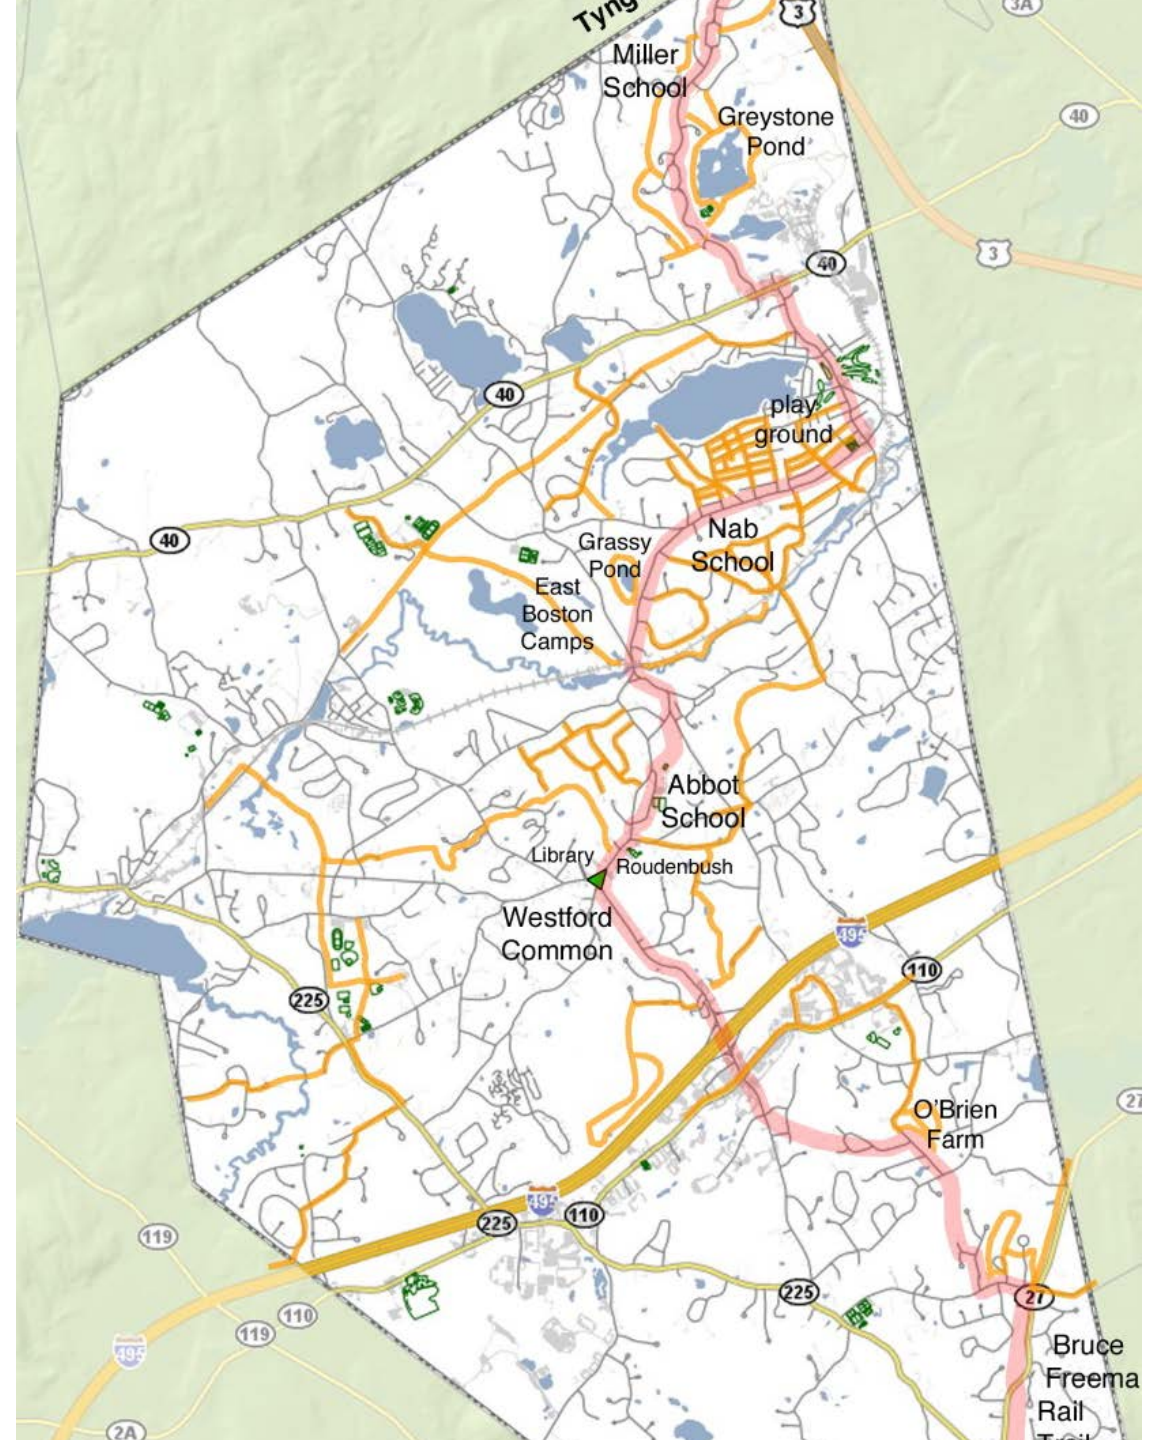 Tyng
3
3A
Miller
School
40
Greystone
Pond
40
3
40
play
ground
40
Nab
School
Grassy
Pond
East
Boston
Camps
Abbot
School
Library
Roudenbush
Westford
Common
495
110
225
O'Brien
Farm
27
119
495
225
110
225
27
110
119
495
2A
Bruce
Freema
Rail
Trail